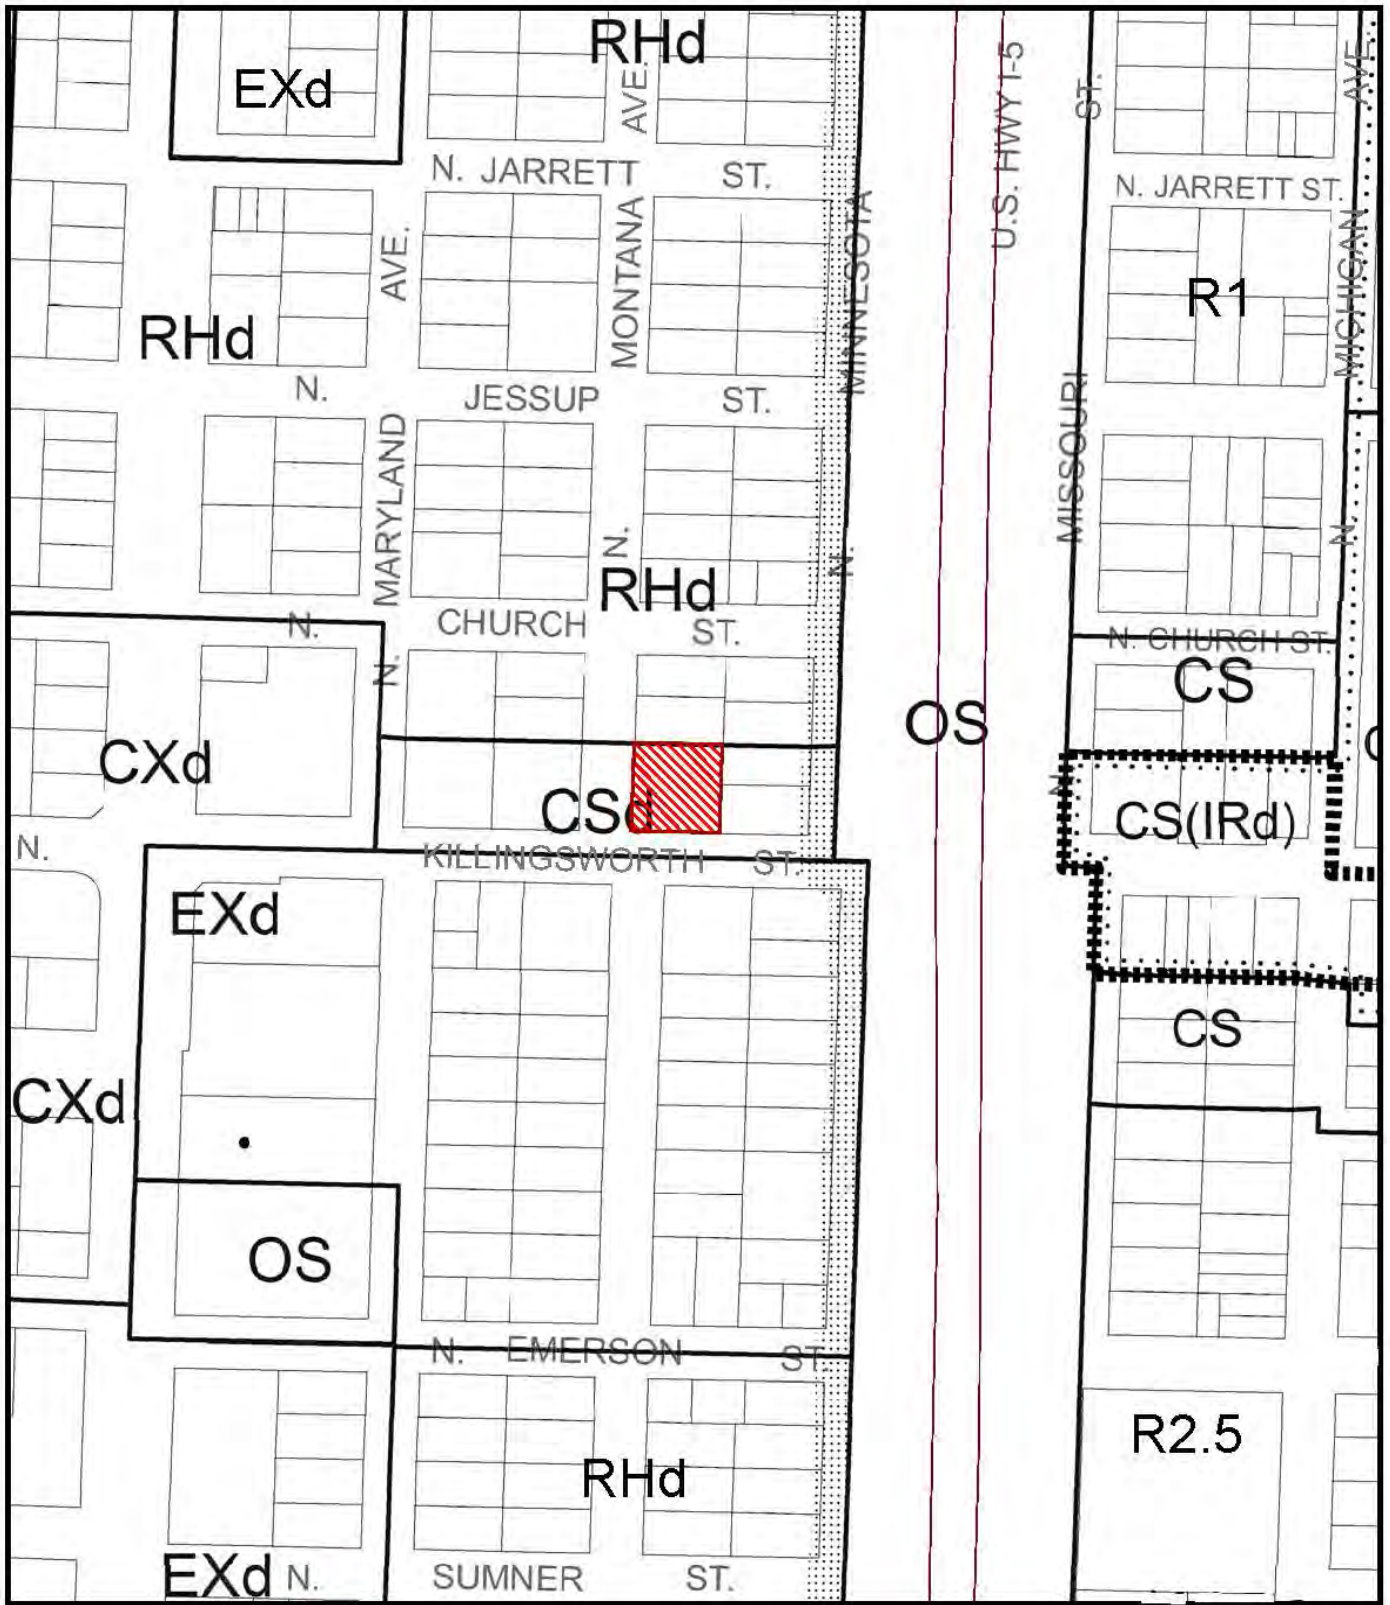 RHd
EXd
AVE.
U.S. HWY I-5
ST.
AVE.
N. JARRETT ST.
N. JARRETT ST.
MONTANA
AVE.
MINNESOTA
MICHIGAN
R1
RHd
N. JESSUP ST.
MISSOURI
MARYLAND
N.
N.
N.
RHd
N. CHURCH ST.
N. CHURCH ST.
N.
CS
OS
CXd
N.
CSd
CS(IRd)
N. KILLINGSWORTH ST.
EXd
CS
CXd
OS
N. EMERSON ST
R2.5
RHd
EXd
N. SUMNER ST.